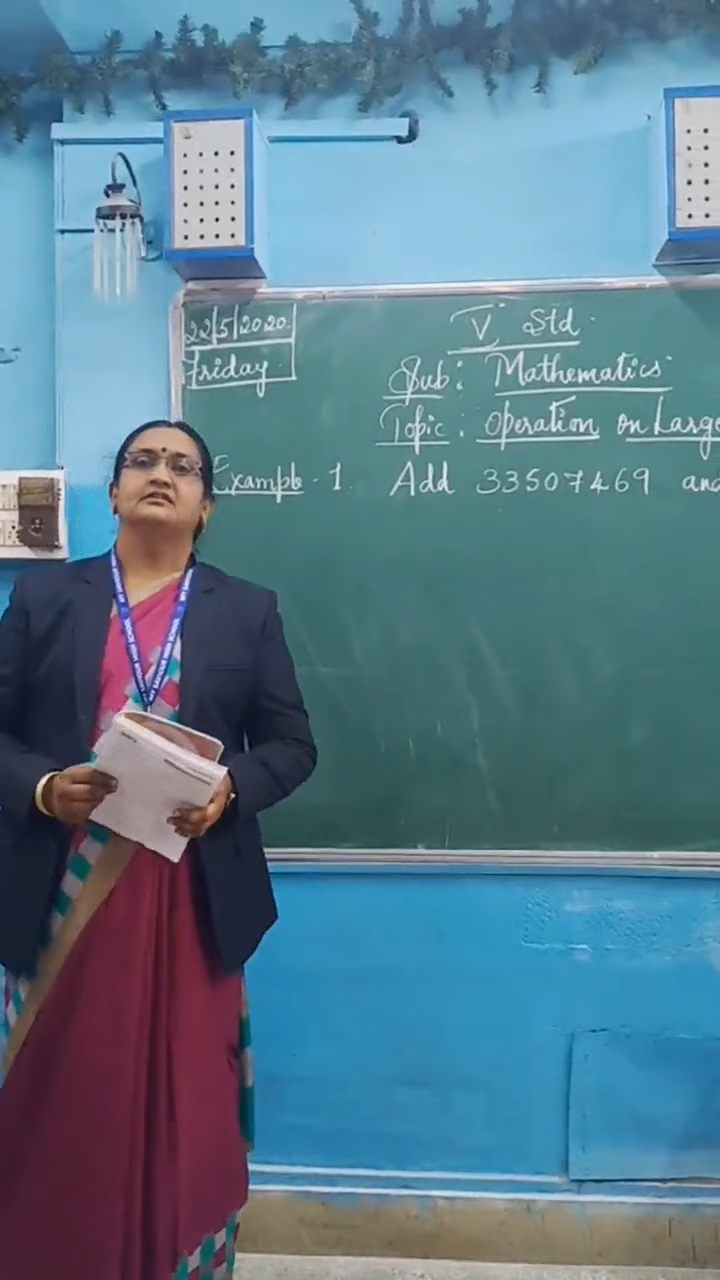 22/5/2020.
Friday.
V Std.
Sub: Mathematics
Topic: Operation on Large
Example-1. Add 33507469 and